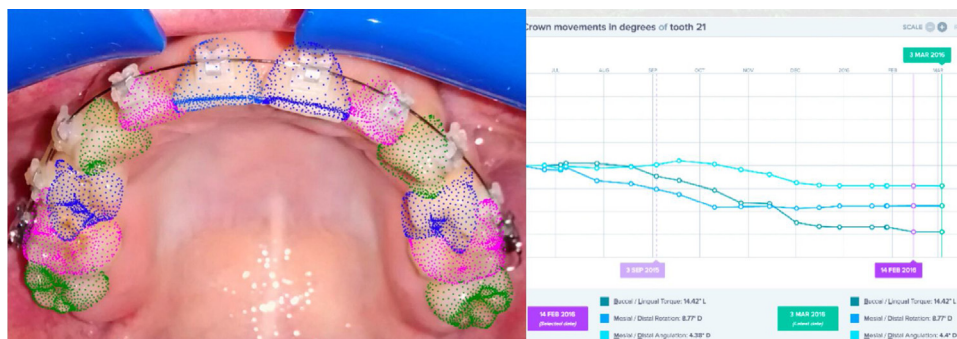 Crown movements in degrees of tooth 21
SCALE
3 MAR 2016
AUG
SEP
OCT
NOV
DEC
FEB
MAR
3 SEP 2015
14 FEB 2016
14 FEB 2016
(Selected date)
Buccal / Lingual Torque: 14.42° L
Mesial / Distal Rotation: 8.77° D
Mesial / Distal Angulation: 4.38° D
3 MAR 2016
(Latest date)
Buccal / Lingual Torque: 14.42°
Mesial / Distal Rotation: 8.77° D
Mesial / Distal Angulation: 4.4° D